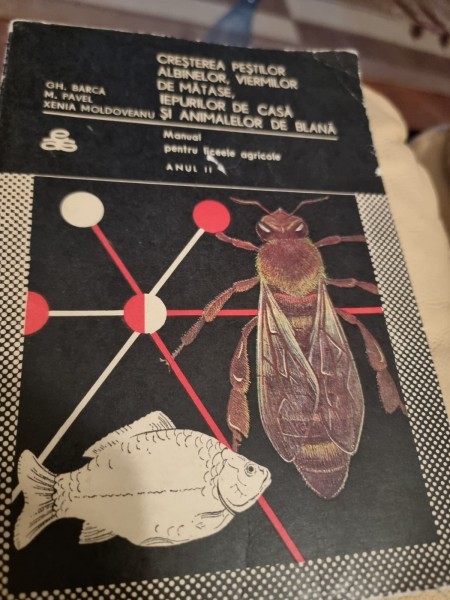 CREȘTEREA PEȘTILOR
ALBINELOR, VIERMILOR
DE MĂTASE,
IEPURILOR DE CASĂ
ȘI ANIMALELOR DE BLANĂ
GH. BARCA
M. PAVEL
XENIA MOLDOVEANU
Manual
pentru liceele agricole
ANUL II